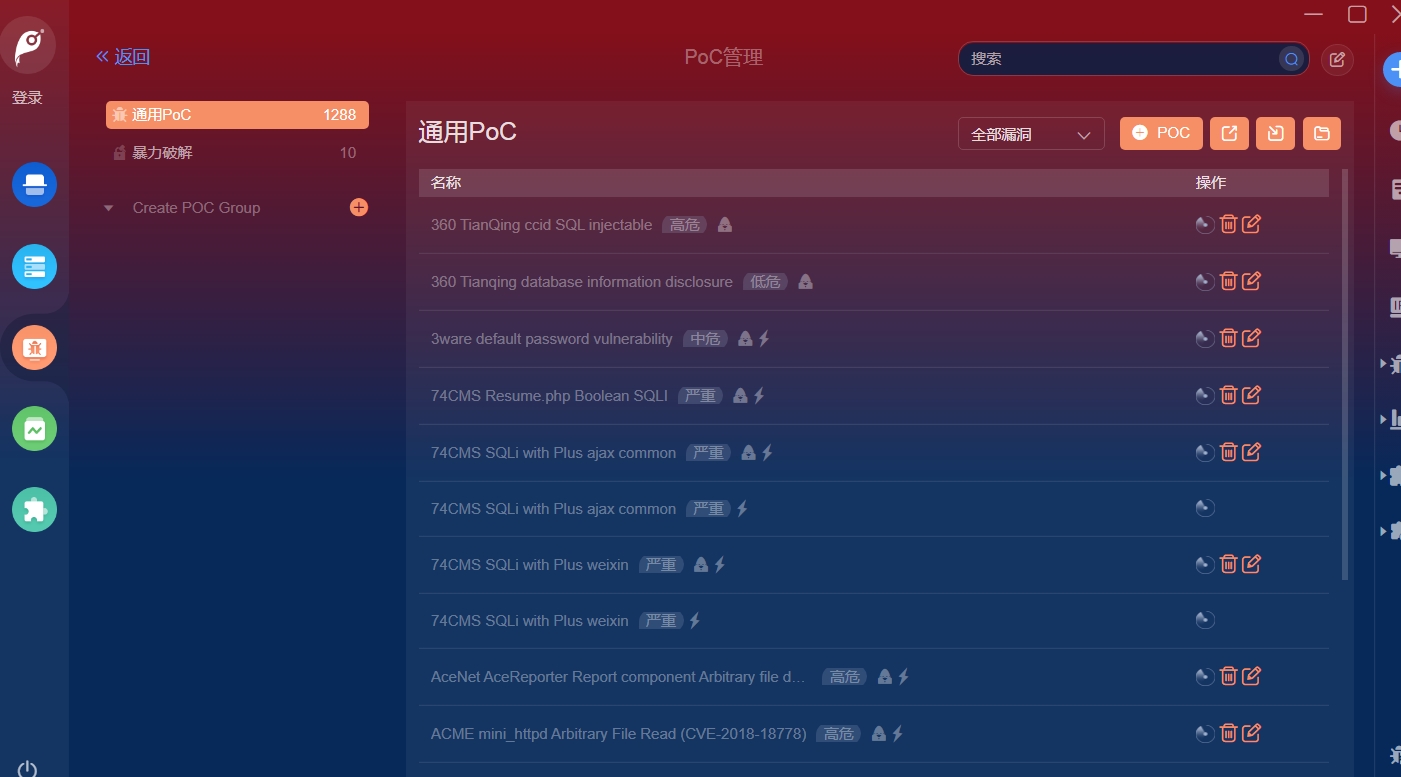 返回
PoC管理
搜索
登录
通用PoC 1288
暴力破解 10
Create POC Group
通用PoC
全部漏洞
POC
名称 操作
360 TianQing ccid SQL injectable 高危
360 Tianqing database information disclosure 低危
3ware default password vulnerability 中危
74CMS Resume.php Boolean SQLI 严重
74CMS SQLi with Plus ajax common 严重
74CMS SQLi with Plus ajax common 严重
74CMS SQLi with Plus weixin 严重
74CMS SQLi with Plus weixin 严重
AceNet AceReporter Report component Arbitrary file d... 高危
ACME mini_httpd Arbitrary File Read (CVE-2018-18778) 高危